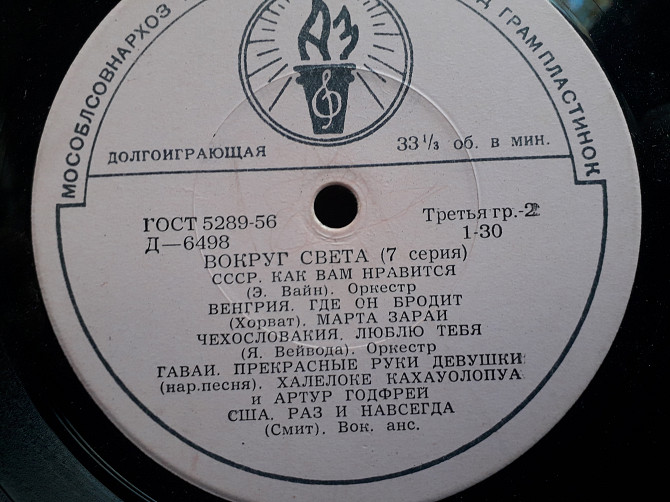 МОСОБЛСОВНАРХОЗ
ГРАМПЛАСТИНОК
АЗ
ДОЛГОИГРАЮЩАЯ
33⅓ об. в мин.
ГОСТ 5289-56
Третья гр.-2
Д—6498
1-30
ВОКРУГ СВЕТА (7 серия)
СССР. КАК ВАМ НРАВИТСЯ
(Э. Вайн). Оркестр
ВЕНГРИЯ. ГДЕ ОН БРОДИТ
(Хорват). МАРТА ЗАРАИ
ЧЕХОСЛОВАКИЯ. ЛЮБЛЮ ТЕБЯ
(Я. Вейвода). Оркестр
ГАВАИ. ПРЕКРАСНЫЕ РУКИ ДЕВУШКИ
(нар.песня). ХАЛЕЛОКЕ КАХАУОЛОПУА
и АРТУР ГОДФРЕЙ
США. РАЗ И НАВСЕГДА
(Смит). Вок. анс.